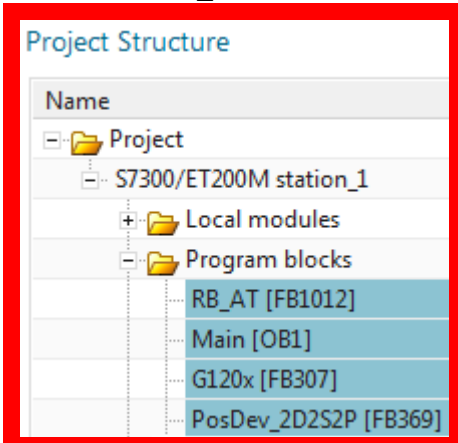 Project Structure
Name
Project
S7300/ET200M station_1
Local modules
Program blocks
RB_AT [FB1012]
Main [OB1]
G120x [FB307]
PosDev_2D2S2P [FB369]